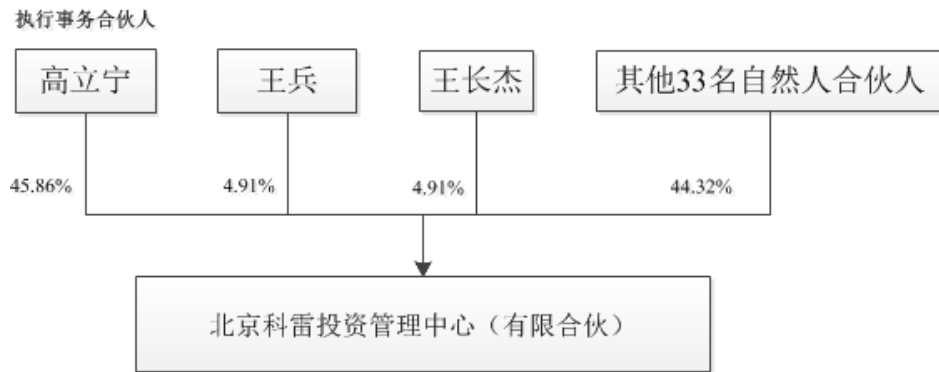 执行事务合伙人
高立宁
王兵
王长杰
其他33名自然人合伙人
45.86%
4.91%
4.91%
44.32%
北京科雷投资管理中心（有限合伙）